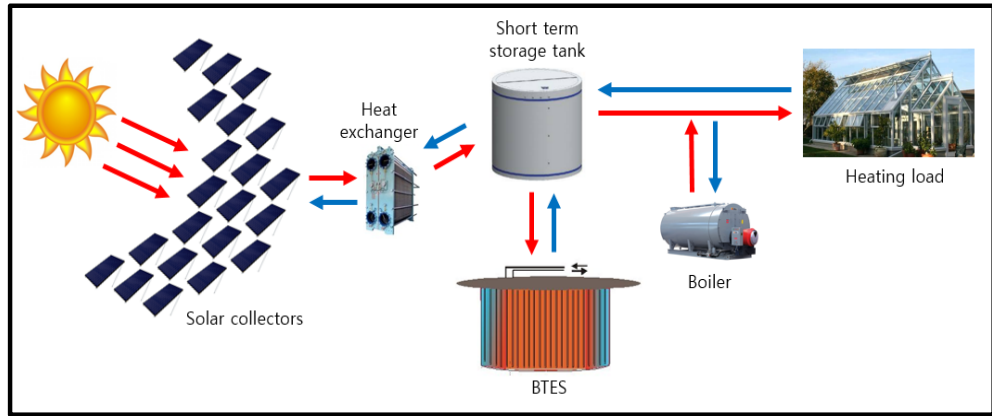 Short term
storage tank
Heat
exchanger
Heating load
Boiler
Solar collectors
BTES